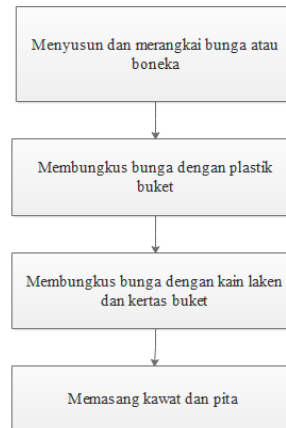 Menyusun dan merangkai bunga atau
boneka
Membungkus bunga dengan plastik
buket
Membungkus bunga dengan kain laken
dan kertas buket
Memasang kawat dan pita